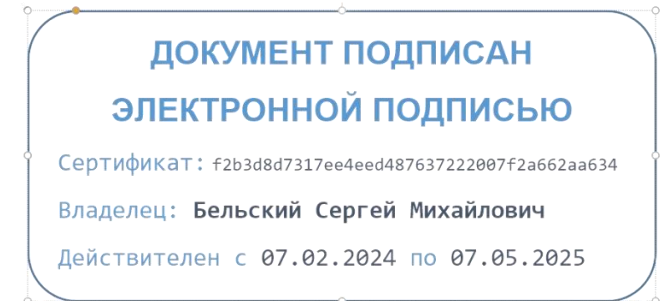 ДОКУМЕНТ ПОДПИСАН
ЭЛЕКТРОННОЙ ПОДПИСЬЮ
Сертификат: f2b3d8d7317ee4eed487637222007f2a662aa634
Владелец: Бельский Сергей Михайлович
Действителен с 07.02.2024 по 07.05.2025